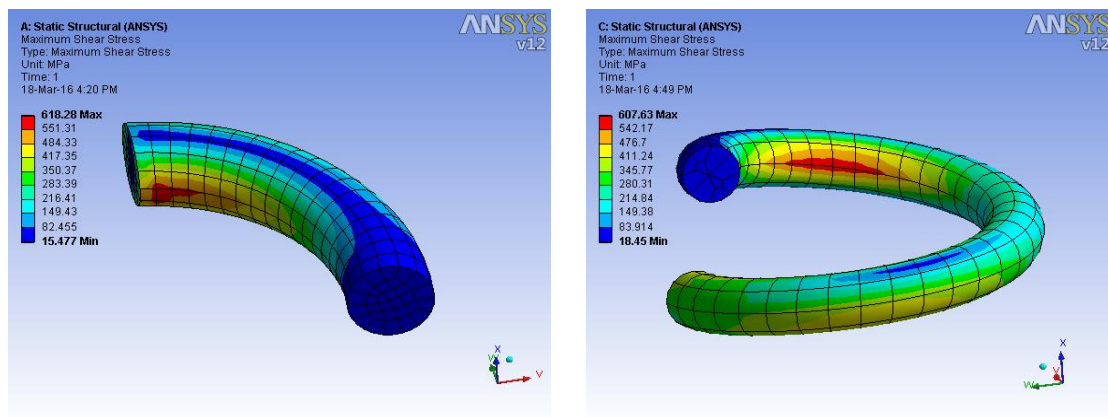 A: Static Structural (ANSYS)
Maximum Shear Stress
Type: Maximum Shear Stress
Unit: MPa
Time: 1
18-Mar-16 4:20 PM
ANSYS
v12
618.28 Max
551.31
484.33
417.35
350.37
283.39
216.41
149.43
82.455
15.477 Min
X
V
C: Static Structural (ANSYS)
Maximum Shear Stress
Type: Maximum Shear Stress
Unit: MPa
Time: 1
18-Mar-16 4:49 PM
ANSYS
v12
607.63 Max
542.17
476.7
411.24
345.77
280.31
214.84
149.38
83.914
18.45 Min
X